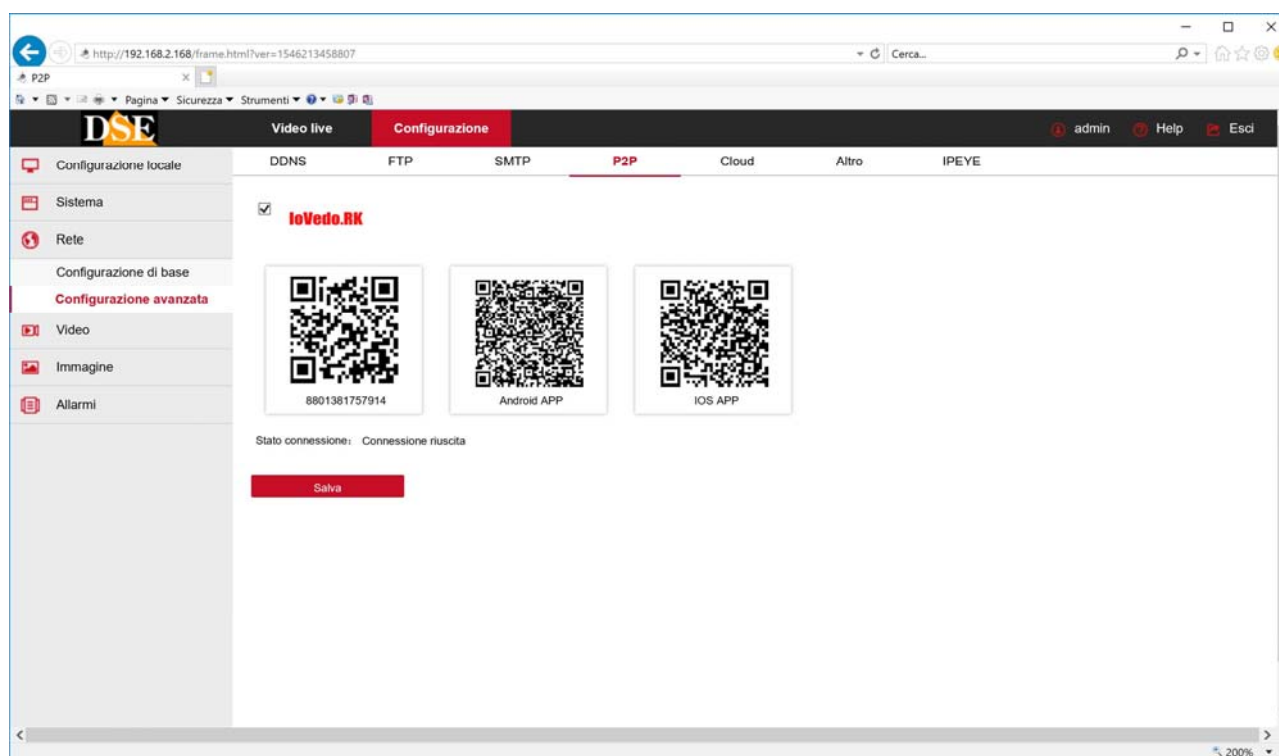 http://192.168.2.168/frame.html?ver=1546213458807
Cerca...
P2P
Pagina Sicurezza Strumenti
DSE Video live Configurazione admin Help Esci
Configurazione locale
DDNS FTP SMTP P2P Cloud Altro IPEYE
Sistema
IoVedo.RK
Rete
Configurazione di base
Configurazione avanzata
Video
Immagine
Allarmi
8801381757914 Android APP IOS APP
Stato connessione: Connessione riuscita
Salva
200%